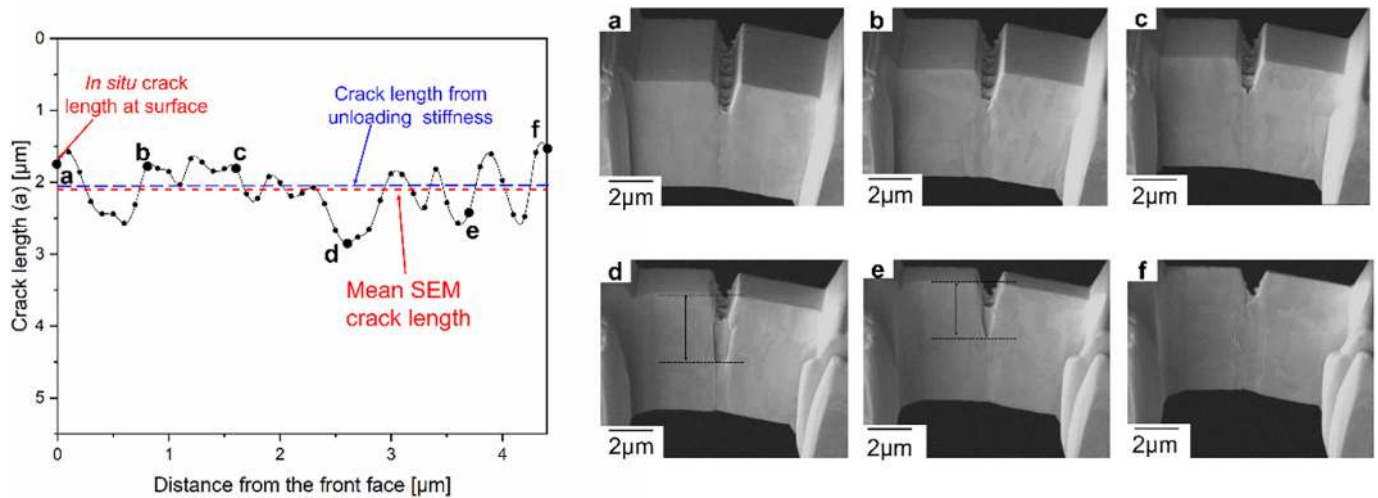 0
1
2
3
4
5
Crack length (a) [µm]
In situ crack
length at surface
Crack length from
unloading stiffness
a
b
c
d
e
f
Mean SEM
crack length
0
1
2
3
4
Distance from the front face [µm]
a
2µm
b
2µm
c
2µm
d
2µm
e
2µm
f
2µm